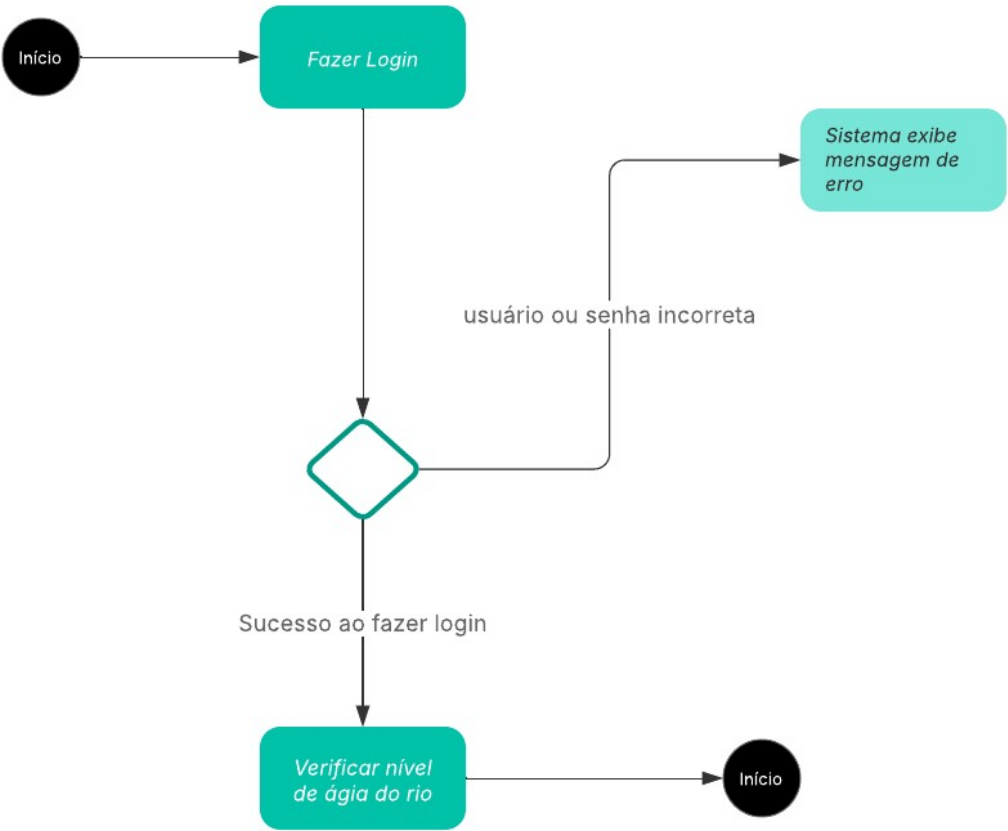 Início
Fazer Login
Sistema exibe
mensagem de
erro
usuário ou senha incorreta
Sucesso ao fazer login
Verificar nível
de ágia do rio
Início